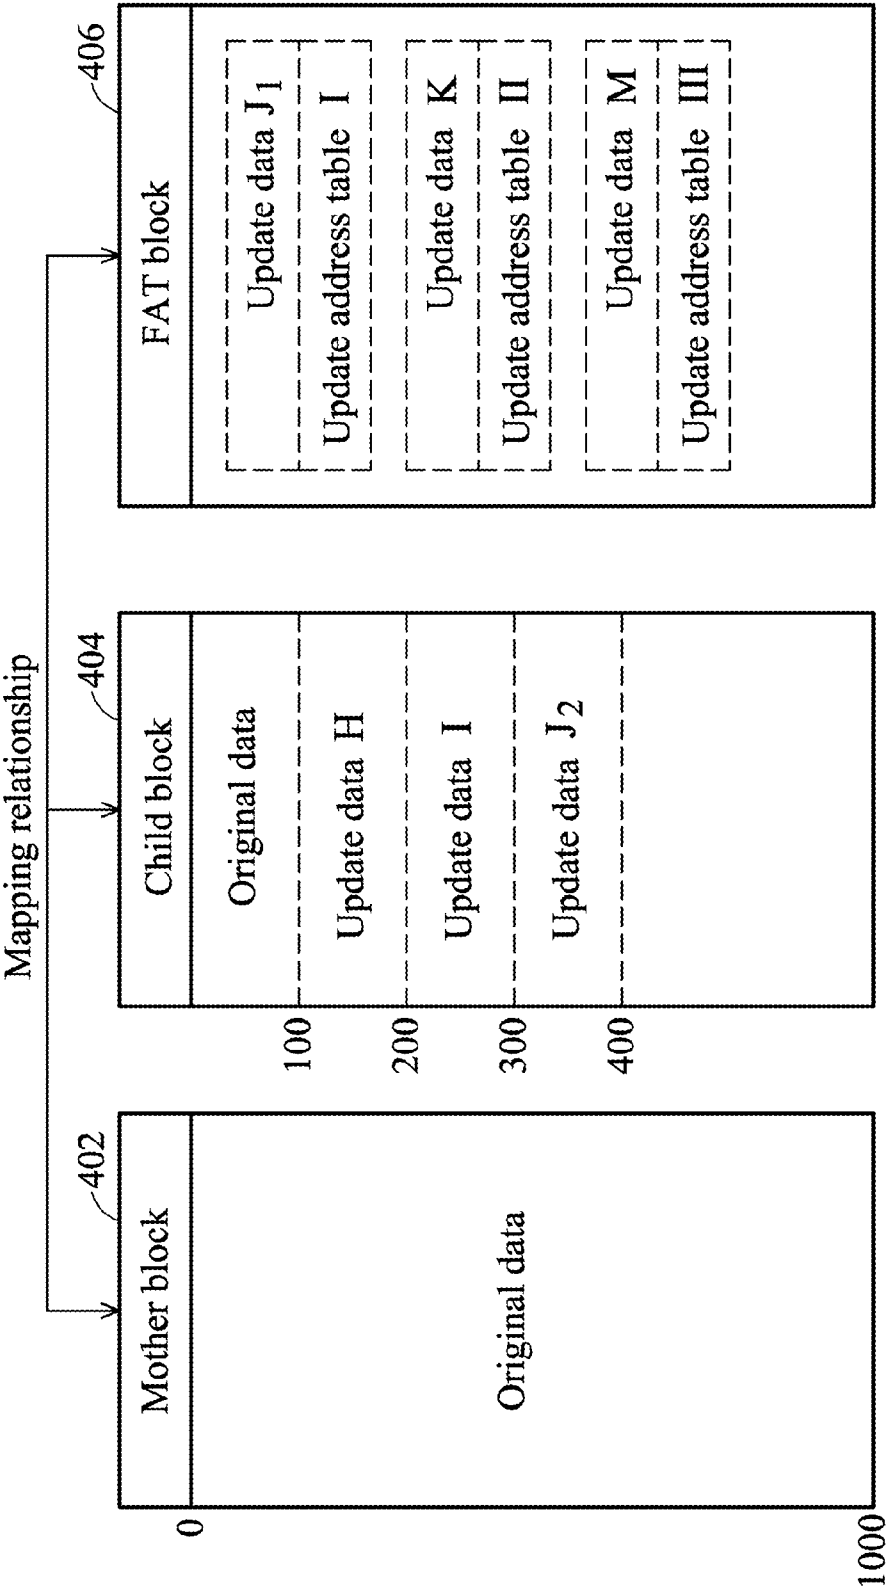 Mapping relationship
402
404
406
Mother block
Child block
FAT block
0
Original data
1000
Original data
100
Update data H
200
Update data I
300
Update data J2
400
Update data J1
Update address table I
Update data K
Update address table II
Update data M
Update address table III